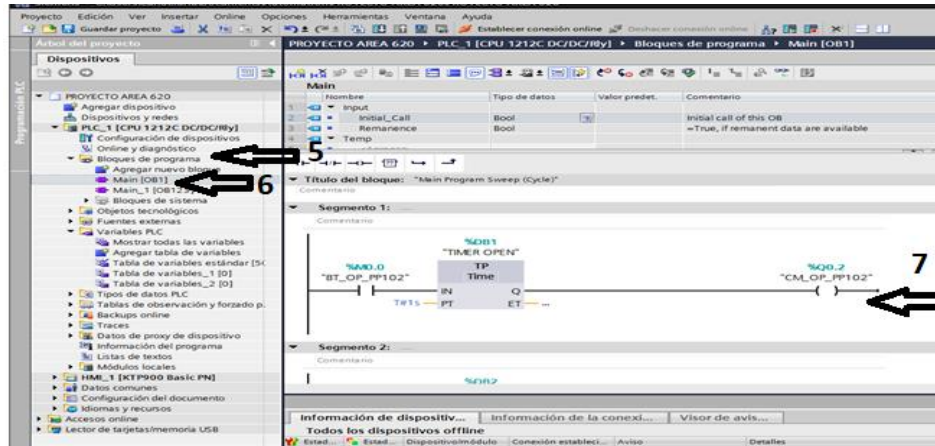 Proyecto Edición Ver Insertar Online Opciones Herramientas Ventana Ayuda
Guardar proyecto Establecer conexión online Deshacer conexión online
Árbol del proyecto
PROYECTO AREA 620 PLC_1 [CPU 1212C DC/DC/Rly] Bloques de programa Main [OB1]
Dispositivos
Programación PLC
PROYECTO AREA 620
Agregar dispositivo
Dispositivos y redes
PLC_1 [CPU 1212C DC/DC/Rly]
Configuración de dispositivos
Online y diagnóstico
Bloques de programa
5
Agregar nuevo bloque
Main [OB1]
6
Main_1 [OB123]
Bloques de sistema
Objetos tecnológicos
Fuentes externas
Variables PLC
Mostrar todas las variables
Agregar tabla de variables
Tabla de variables estándar
Tabla de variables_1 [0]
Tabla de variables_2 [0]
Tipos de datos PLC
Tablas de observación y forzado p.
Backups online
Traces
Datos de proxy de dispositivo
Información del programa
Listas de textos
Módulos locales
HMI_1 [KTP900 Basic PN]
Datos comunes
Configuración del documento
Idiomas y recursos
Accesos online
Lector de tarjetas/memoria USB
Main
Nombre Tipo de datos Valor predet. Comentario
1 Input
2 Initial_Call Bool Initial call of this OB
3 Remanence Bool =True, if remanent data are available
4 Temp
Título del bloque: "Main Program Sweep (Cycle)"
Comentario
Segmento 1: ....
Comentario
%DB1
"TIMER OPEN"
%M0.0 TP %Q0.2
"BT_OP_PP102" Time "CM_OP_PP102"
7
IN Q
T#1s PT ET ...
Segmento 2: ....
Comentario
%DB2
Información de dispositiv... Información de la conexi... Visor de avis...
Todos los dispositivos offline
Estad... Estad... Dispositivo/módulo Conexión estableci... Aviso Detalles